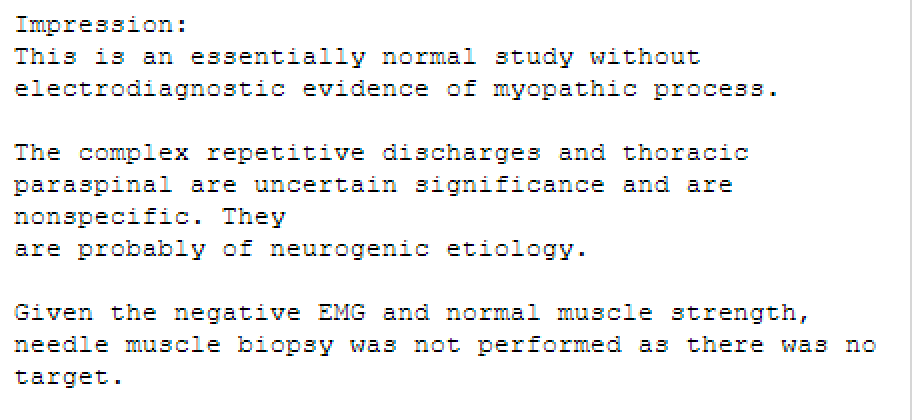 Impression:
This is an essentially normal study without
electrodiagnostic evidence of myopathic process.
The complex repetitive discharges and thoracic
paraspinal are uncertain significance and are
nonspecific. They
are probably of neurogenic etiology.
Given the negative EMG and normal muscle strength,
needle muscle biopsy was not performed as there was no
target.